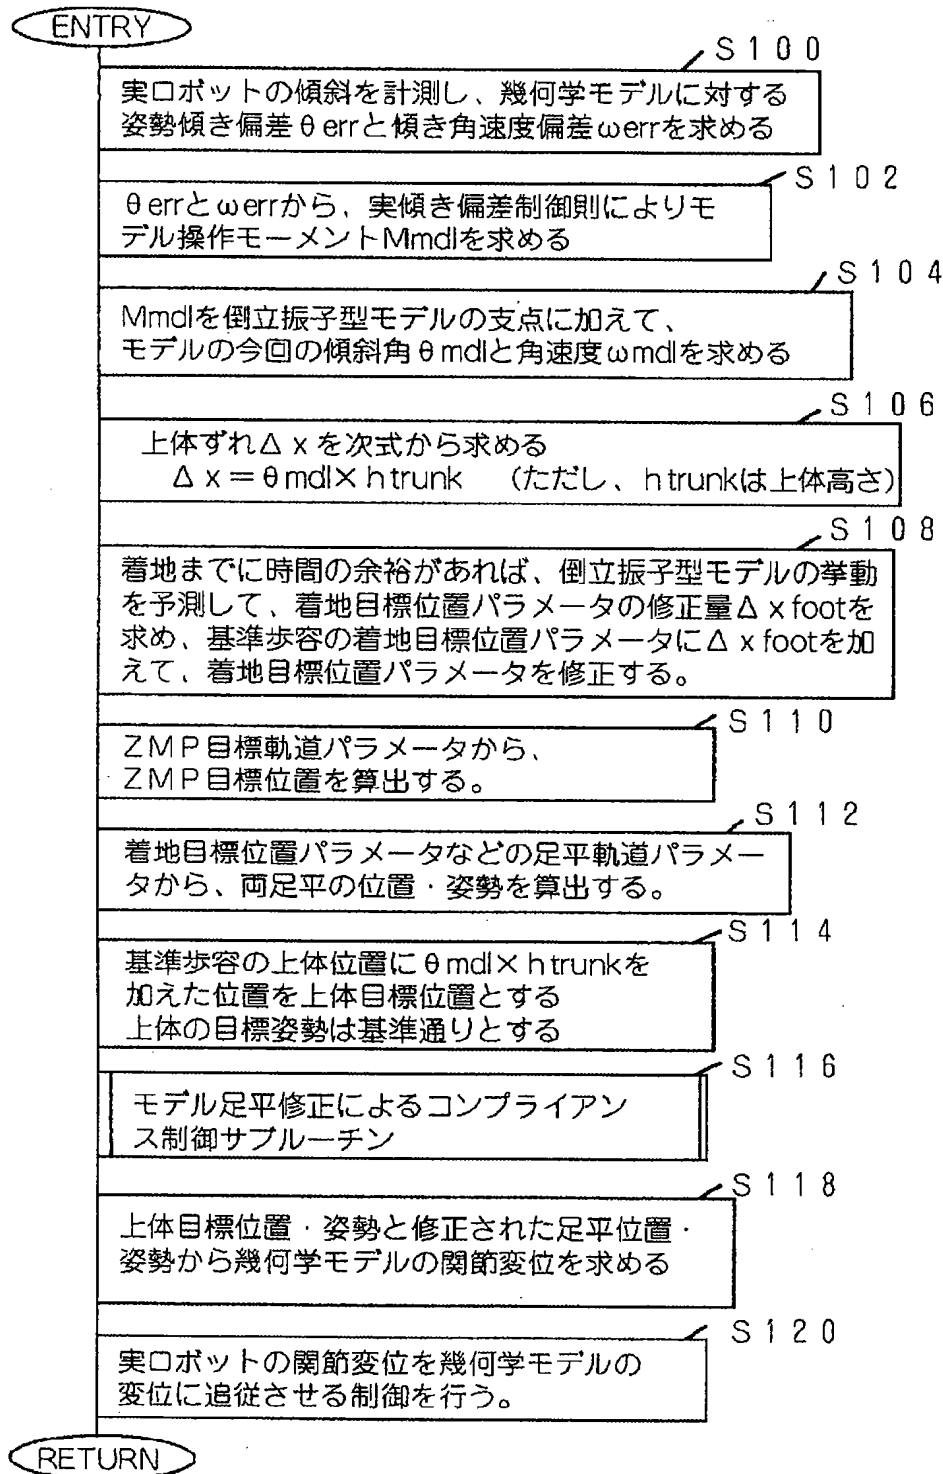 ENTRY
S100
実ロボットの傾斜を計測し、幾何学モデルに対する
姿勢傾き偏差θerrと傾き角速度偏差ωerrを求める
S102
θerrとωerrから、実傾き偏差制御則によりモ
デル操作モーメントMmdlを求める
S104
Mmdlを倒立振子型モデルの支点に加えて、
モデルの今回の傾斜角θmdlと角速度ωmdlを求める
S106
上体ずれΔxを次式から求める
Δx=θmdl×htrunk (ただし、htrunkは上体高さ)
S108
着地までに時間の余裕があれば、倒立振子型モデルの挙動
を予測して、着地目標位置パラメータの修正量Δxfootを
求め、基準歩容の着地目標位置パラメータにΔxfootを加
えて、着地目標位置パラメータを修正する。
S110
ZMP目標軌道パラメータから、
ZMP目標位置を算出する。
S112
着地目標位置パラメータなどの足平軌道パラメー
タから、両足平の位置・姿勢を算出する。
S114
基準歩容の上体位置にθmdl×htrunkを
加えた位置を上体目標位置とする
上体の目標姿勢は基準通りとする
S116
モデル足平修正によるコンプライアン
ス制御サブルーチン
S118
上体目標位置・姿勢と修正された足平位置・
姿勢から幾何学モデルの関節変位を求める
S120
実ロボットの関節変位を幾何学モデルの
変位に追従させる制御を行う。
RETURN